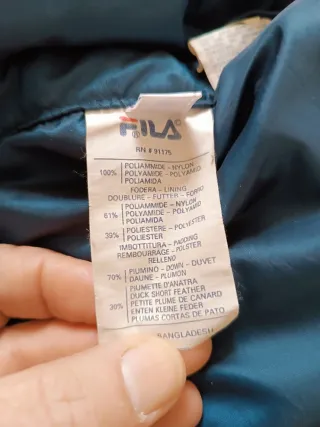 FILA®
RN # 91175
100% POLIAMMIDE - NYLON
POLYAMIDE - POLYAMID
POLIAMIDA
FODERA - LINING
DOUBLURE - FUTTER - FORRO
61% POLIAMMIDE - NYLON
POLYAMIDE - POLYAMID
POLIAMIDA
39% POLIESTERE - POLYESTER
POLIESTER
IMBOTTITURA - PADDING
REMBOURRAGE - POLSTER
RELLENO
70% PIUMINO - DOWN - DUVET
DAUNE - PLUMON
30% PIUMETTE D'ANATRA
DUCK SHORT FEATHER
PETITE PLUME DE CANARD
ENTEN KLEINE FEDER
PLUMAS CORTAS DE PATO
BANGLADESH